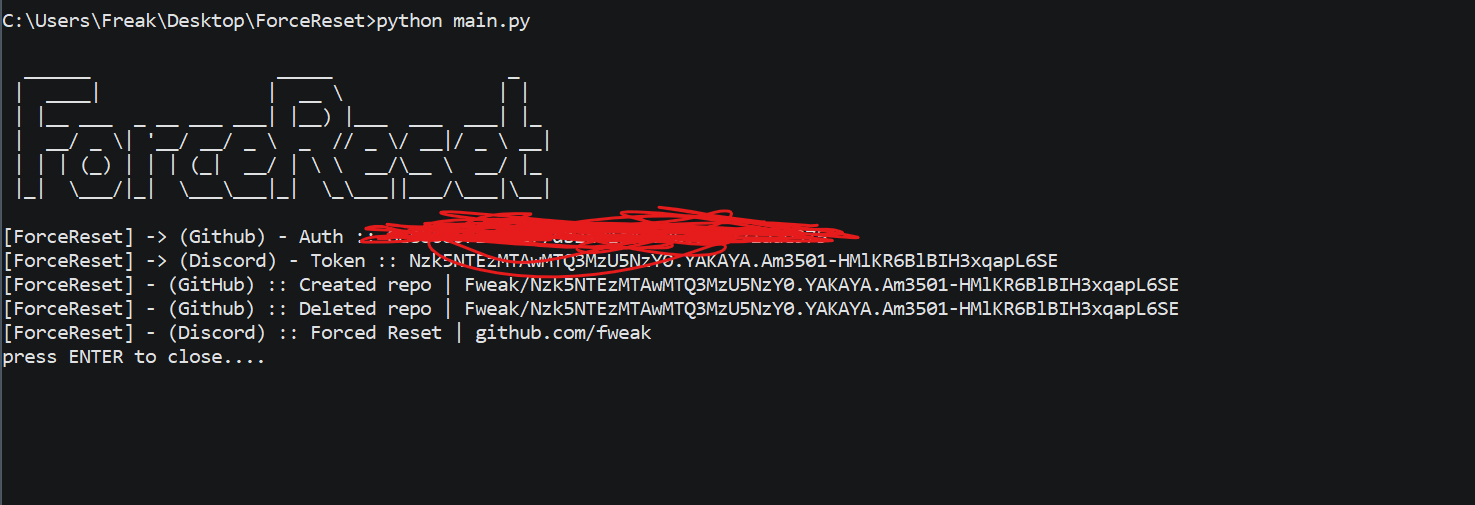 C:\Users\Freak\Desktop\ForceReset>python main.py
ForceReset
[ForceReset] -> (Github) - Auth ::
[ForceReset] -> (Discord) - Token :: Nzk5NTEzMTAwMTQ3MzU5NzY0.YAKAYA.Am3501-HMlKR6BlBIH3xqapL6SE
[ForceReset] - (GitHub) :: Created repo | Fweak/Nzk5NTEzMTAwMTQ3MzU5NzY0.YAKAYA.Am3501-HMlKR6BlBIH3xqapL6SE
[ForceReset] - (Github) :: Deleted repo | Fweak/Nzk5NTEzMTAwMTQ3MzU5NzY0.YAKAYA.Am3501-HMlKR6BlBIH3xqapL6SE
[ForceReset] - (Discord) :: Forced Reset | github.com/fweak
press ENTER to close....